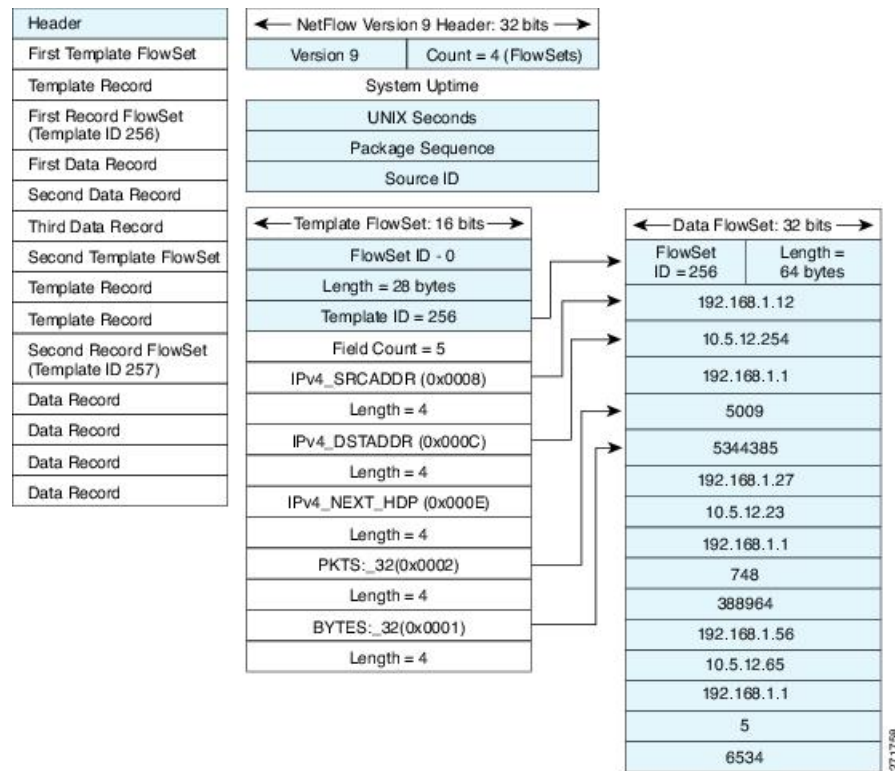 Header
First Template FlowSet
Template Record
First Record FlowSet
(Template ID 256)
First Data Record
Second Data Record
Third Data Record
Second Template FlowSet
Template Record
Template Record
Second Record FlowSet
(Template ID 257)
Data Record
Data Record
Data Record
Data Record
NetFlow Version 9 Header: 32 bits
Version 9
Count = 4 (FlowSets)
System Uptime
UNIX Seconds
Package Sequence
Source ID
Template FlowSet: 16 bits
FlowSet ID - 0
Length = 28 bytes
Template ID = 256
Field Count = 5
IPv4_SRCADDR (0x0008)
Length = 4
IPv4_DSTADDR (0x000C)
Length = 4
IPv4_NEXT_HDP (0x000E)
Length = 4
PKTS:_32(0x0002)
Length = 4
BYTES:_32(0x0001)
Length = 4
Data FlowSet: 32 bits
FlowSet
ID = 256
Length =
64 bytes
192.168.1.12
10.5.12.254
192.168.1.1
5009
5344385
192.168.1.27
10.5.12.23
192.168.1.1
748
388964
192.168.1.56
10.5.12.65
192.168.1.1
5
6534